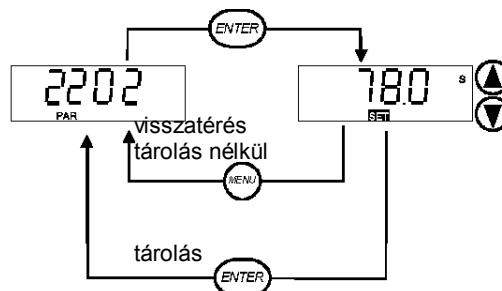 ENTER
2202
PAR
78.0 s
SET
visszatérés
tárolás nélkül
MENU
tárolás
ENTER